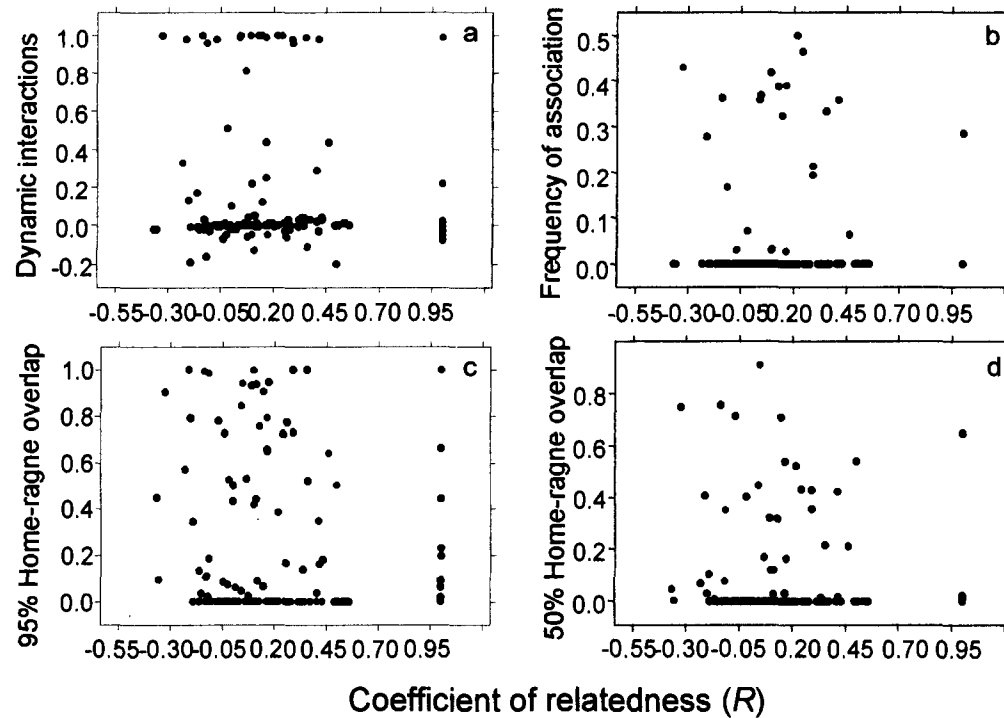 a
Dynamic interactions
1.0
0.8
0.6
0.4
0.2
0.0
-0.2
-0.55 -0.30 -0.05 0.20 0.45 0.70 0.95
b
Frequency of association
0.5
0.4
0.3
0.2
0.1
0.0
-0.55 -0.30 -0.05 0.20 0.45 0.70 0.95
c
95% Home-ragne overlap
1.0
0.8
0.6
0.4
0.2
0.0
-0.55 -0.30 -0.05 0.20 0.45 0.70 0.95
d
50% Home-ragne overlap
0.8
0.6
0.4
0.2
0.0
-0.55 -0.30 -0.05 0.20 0.45 0.70 0.95
Coefficient of relatedness (R)